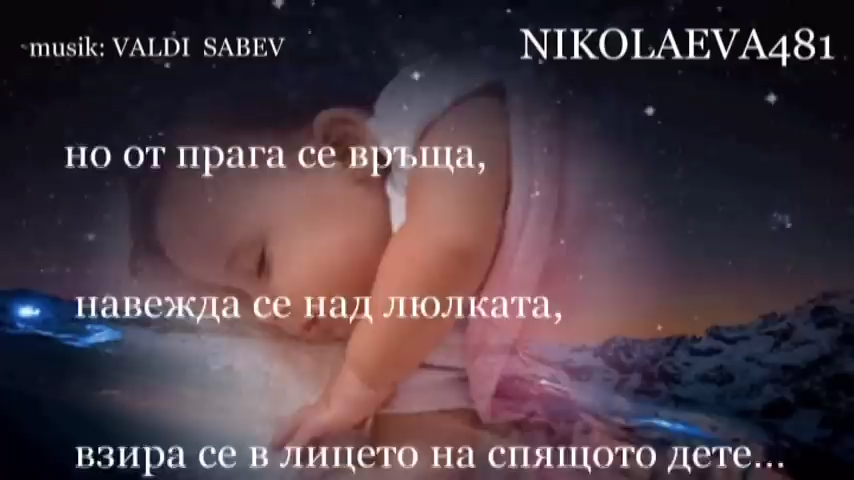 musik: VALDI SABEV
NIKOLAEVA481
но от прага се връща,
навежда се над люлката,
взира се в лицето на спящото дете...